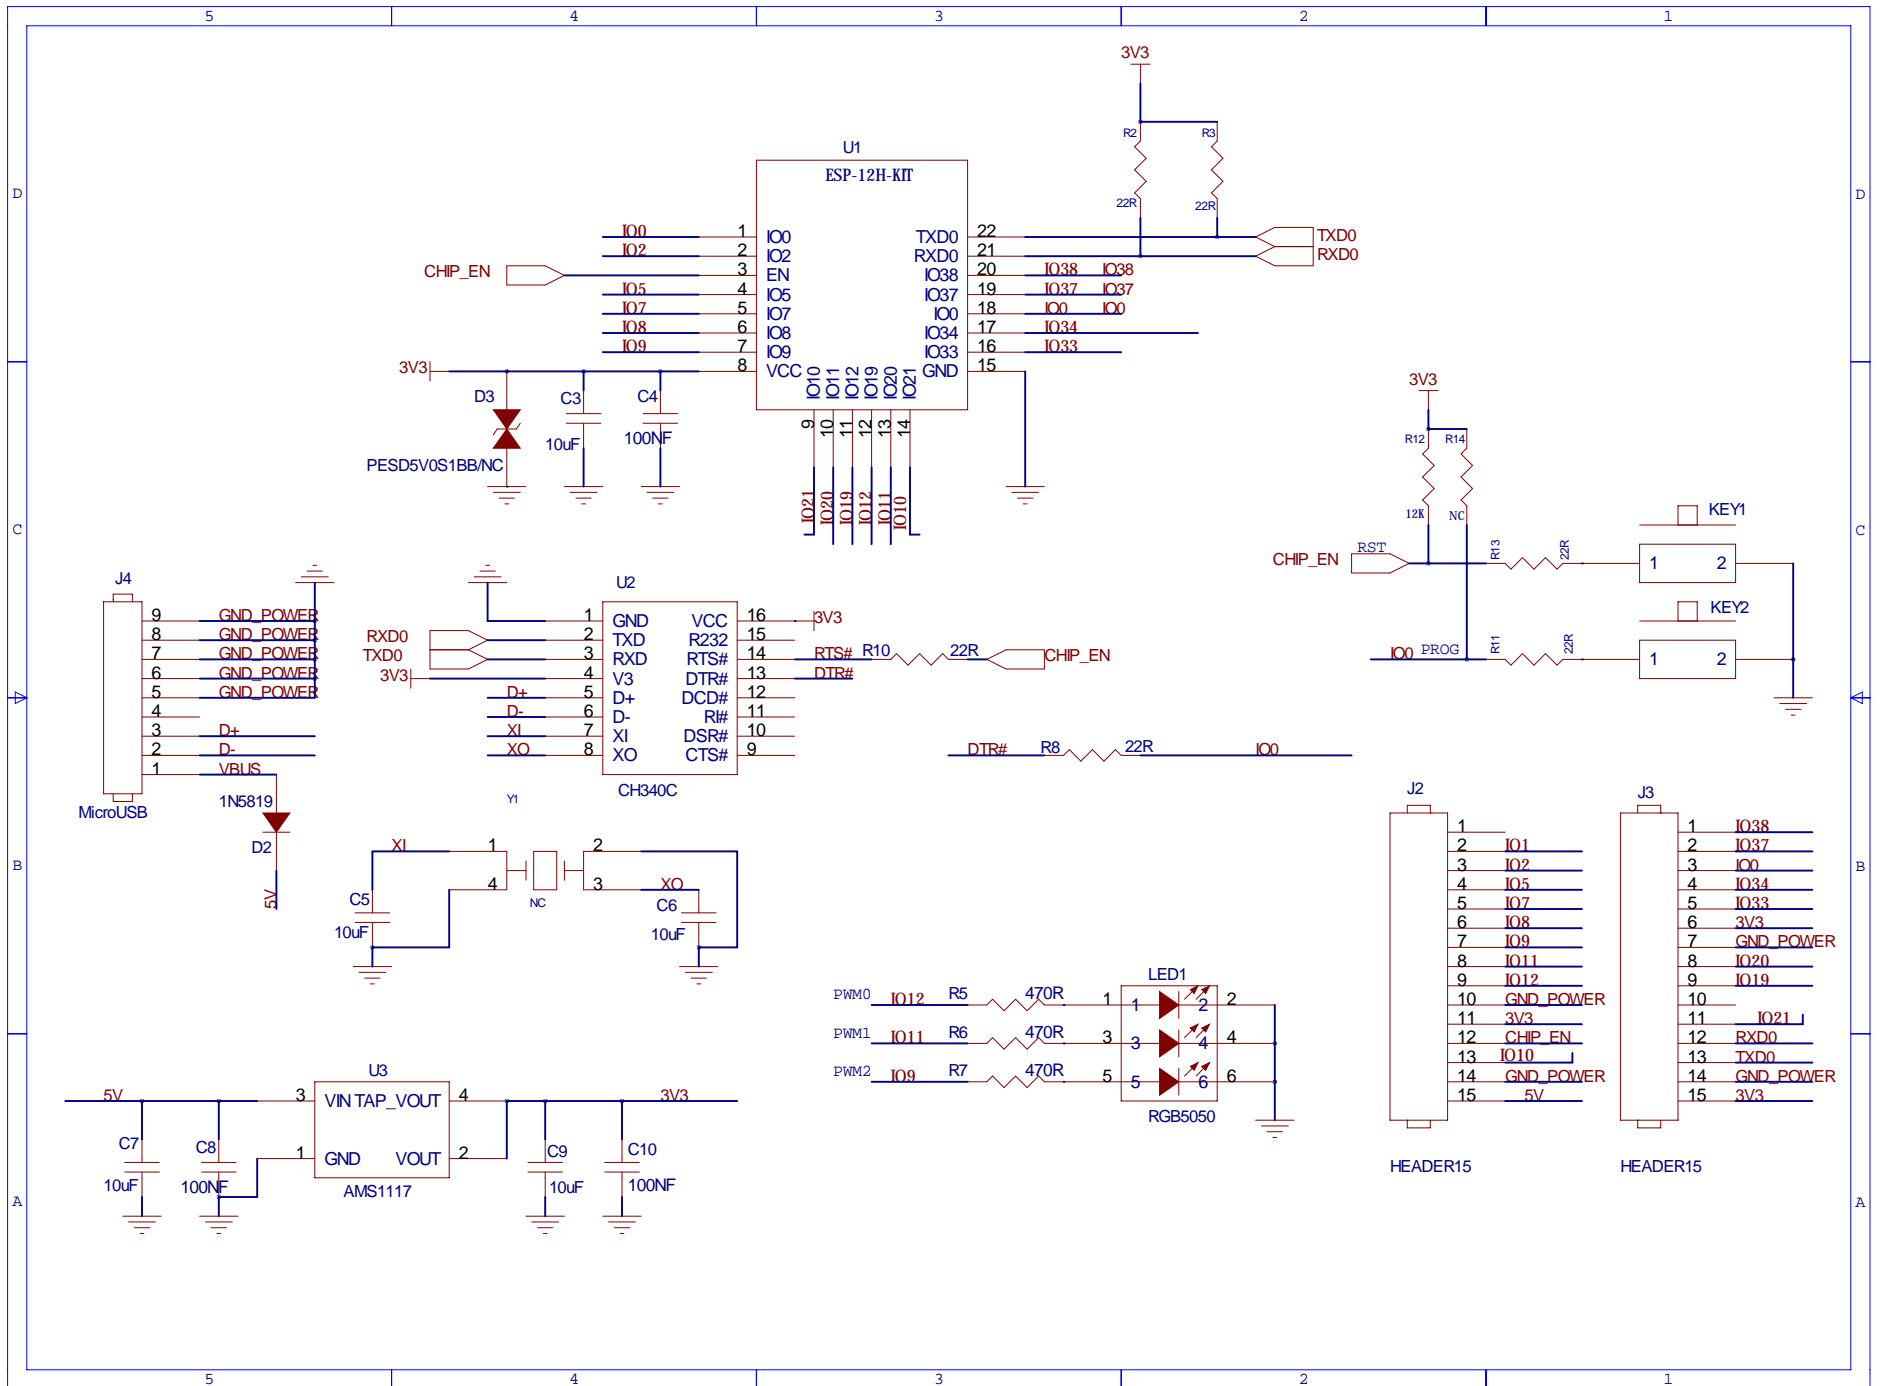 5 4 3 2 1
D D
C C
B B
A A
3V3
R2 R3
22R 22R
U1
ESP-12H-KIT
IO0 1 IO0
IO2 2 IO2
CHIP_EN 3 EN
IO5 4 IO5
IO7 5 IO7
IO8 6 IO8
IO9 7 IO9
3V3 8 VCC
TXD0 22 TXD0
RXD0 21 RXD0
IO38 20 IO38 IO38
IO37 19 IO37 IO37
IO0 18 IO0 IO0
IO34 17 IO34
IO33 16 IO33
GND 15
IO10 IO11 IO12 IO19 IO20 IO21
9 10 11 12 13 14
IO21 IO20 IO19 IO12 IO11 IO10
D3 C3 C4
10uF 100NF
PESD5V0S1BB/NC
3V3
R12 R14
12K NC
CHIP_EN RST R13 22R 1 2 KEY1
IO0 PROG R11 22R 1 2 KEY2
J4
9 GND_POWER
8 GND_POWER
7 GND_POWER
6 GND_POWER
5 GND_POWER
4
3 D+
2 D-
1 VBUS
MicroUSB
1N5819
D2
5V
U2
1 GND
RXD0 2 TXD
TXD0 3 RXD
3V3 4 V3
D+ 5 D+
D- 6 D-
XI 7 XI
XO 8 XO
VCC 16 3V3
R232 15
RTS# 14 RTS# R10 22R CHIP_EN
DTR# 13 DTR#
DCD# 12
RI# 11
DSR# 10
CTS# 9
CH340C
DTR# R8 22R IO0
Y1
XI 1 2
4 3 XO
NC
C5 C6
10uF 10uF
J2
1
2 IO1
3 IO2
4 IO5
5 IO7
6 IO8
7 IO9
8 IO11
9 IO12
10 GND_POWER
11 3V3
12 CHIP_EN
13 IO10
14 GND_POWER
15 5V
HEADER15
J3
1 IO38
2 IO37
3 IO0
4 IO34
5 IO33
6 3V3
7 GND_POWER
8 IO20
9 IO19
10
11 IO21
12 RXD0
13 TXD0
14 GND_POWER
15 3V3
HEADER15
LED1
PWM0 IO12 R5 470R 1 1 2 2
PWM1 IO11 R6 470R 3 3 4 4
PWM2 IO9 R7 470R 5 5 6 6
RGB5050
U3
5V 3 VIN TAP_VOUT 4 3V3
1 GND VOUT 2
AMS1117
C7 C8 C9 C10
10uF 100NF 10uF 100NF
5 4 3 2 1